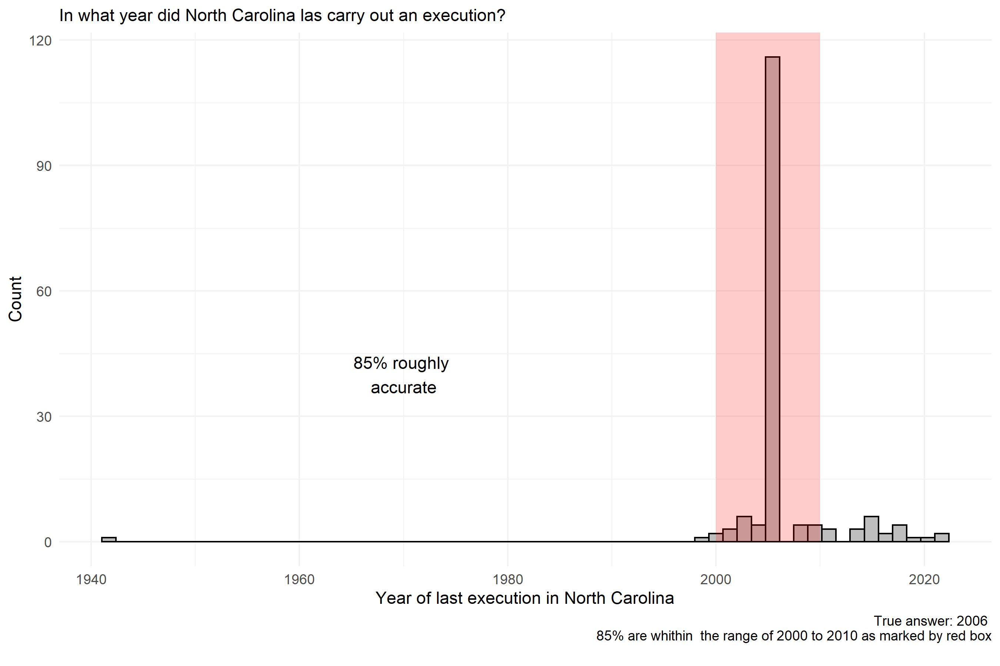 In what year did North Carolina las carry out an execution?
120
90
60
30
0
Count
85% roughly
accurate
1940
1960
1980
2000
2020
Year of last execution in North Carolina
True answer: 2006
85% are whithin  the range of 2000 to 2010 as marked by red box